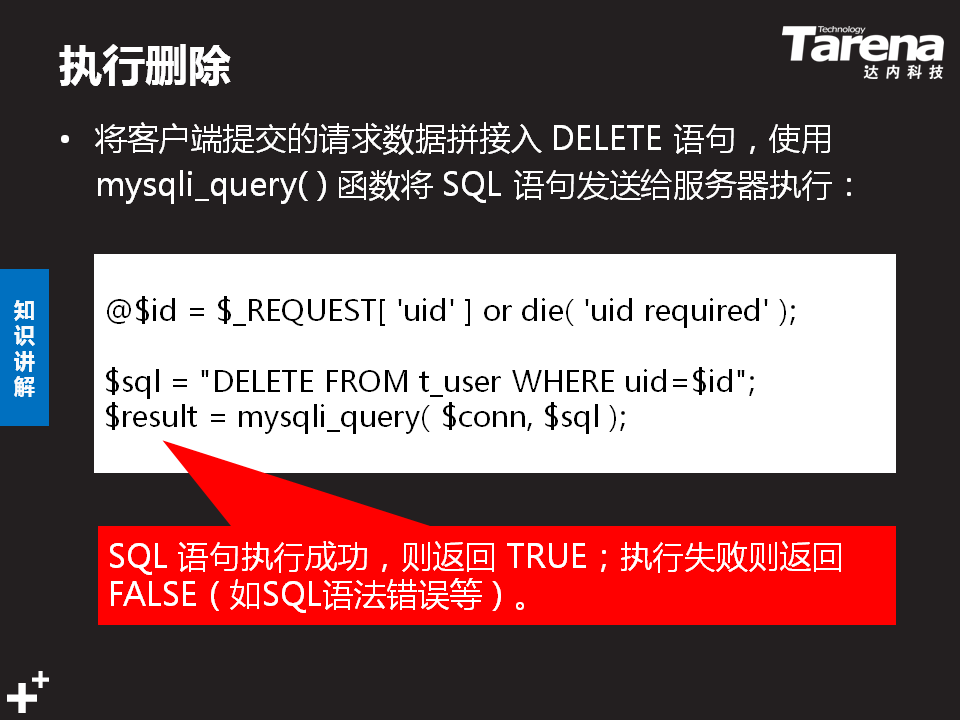 执行删除
Technology
Tarena
达内科技
• 将客户端提交的请求数据拼接入 DELETE 语句，使用
mysqli_query( ) 函数将 SQL 语句发送给服务器执行：
知
识
讲
解
@$id = $_REQUEST[ 'uid' ] or die( 'uid required' );
$sql = "DELETE FROM t_user WHERE uid=$id";
$result = mysqli_query( $conn, $sql );
SQL 语句执行成功，则返回 TRUE；执行失败则返回
FALSE（如SQL语法错误等）。